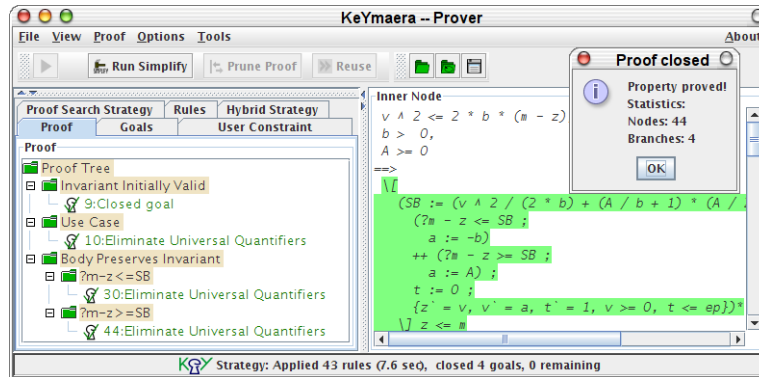 KeYmaera -- Prover
File View Proof Options Tools
About
Run Simplify Prune Proof Reuse
Proof closed
Property proved!
Statistics:
Nodes: 44
Branches: 4
OK
Proof Search Strategy Rules Hybrid Strategy
Proof Goals User Constraint
Proof
Proof Tree
Invariant Initially Valid
9:Closed goal
Use Case
10:Eliminate Universal Quantifiers
Body Preserves Invariant
?m-z<=SB
30:Eliminate Universal Quantifiers
?m-z>=SB
44:Eliminate Universal Quantifiers
Inner Node
v ^ 2 <= 2 * b * (m - z)
b > 0,
A >= 0
==>
\[
(SB := (v ^ 2 / (2 * b) + (A / b + 1) * (A /
(?m - z <= SB ;
a := -b)
++ (?m - z >= SB ;
a := A) ;
t := 0 ;
{z` = v, v` = a, t` = 1, v >= 0, t <= ep})*
\] z <= m
KeY Strategy: Applied 43 rules (7.6 sec), closed 4 goals, 0 remaining